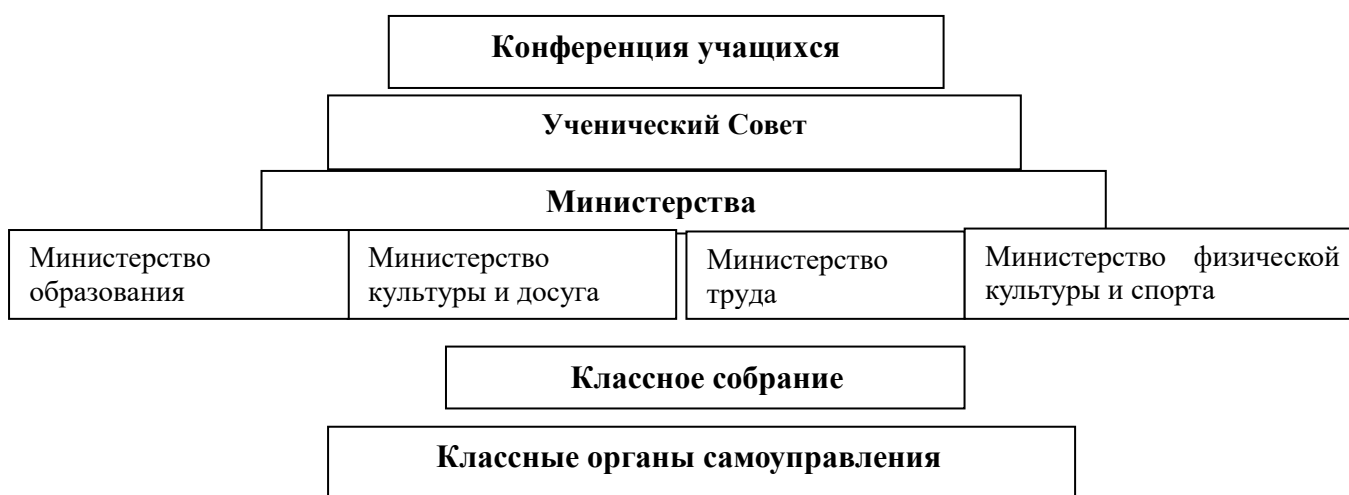 Конференция учащихся
Ученический Совет
Министерства
Министерство
образования
Министерство
культуры и досуга
Министерство
труда
Министерство физической
культуры и спорта
Классное собрание
Классные органы самоуправления